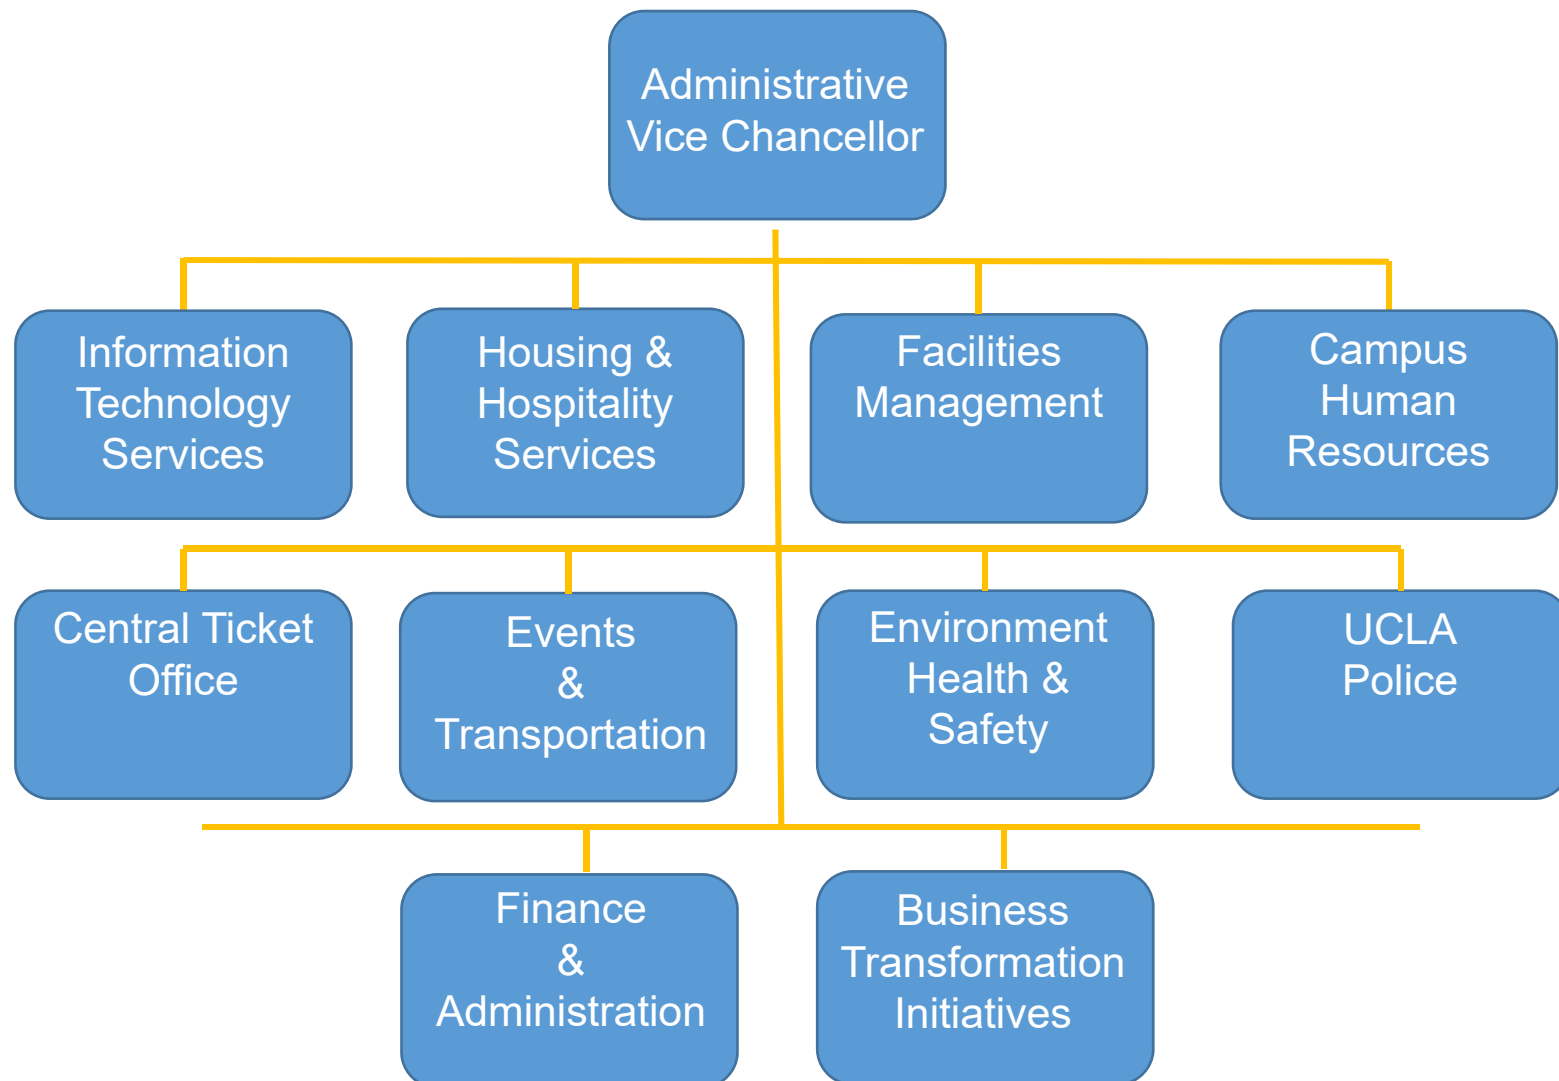 Administrative
Vice Chancellor
Information
Technology
Services
Housing &
Hospitality
Services
Facilities
Management
Campus
Human
Resources
Central Ticket
Office
Events
&
Transportation
Environment
Health &
Safety
UCLA
Police
Finance
&
Administration
Business
Transformation
Initiatives